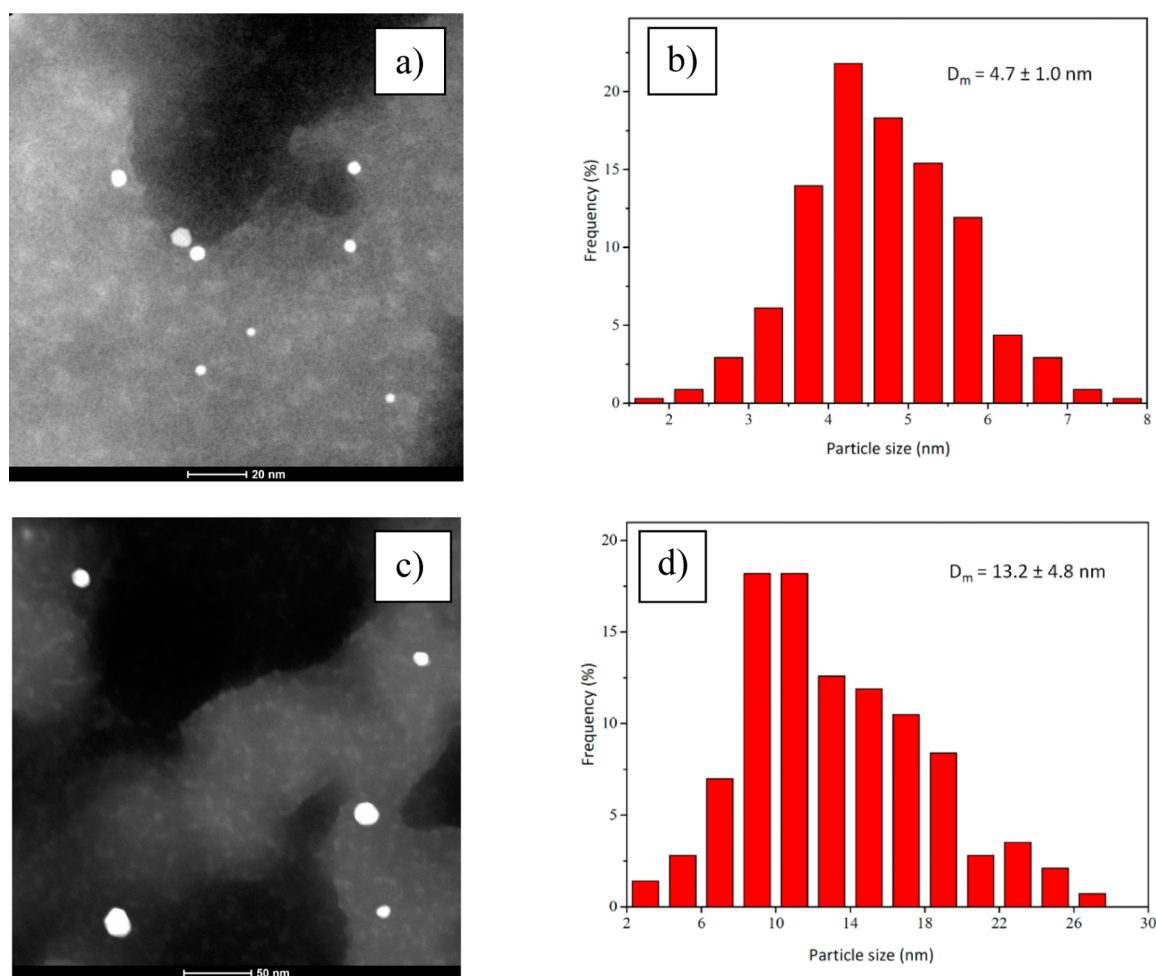 a)
20 nm
b)
D_m = 4.7 ± 1.0 nm
Frequency (%)
20
15
10
5
0
2 3 4 5 6 7 8
Particle size (nm)
c)
50 nm
d)
D_m = 13.2 ± 4.8 nm
Frequency (%)
20
15
10
5
0
2 6 10 14 18 22 26 30
Particle size (nm)